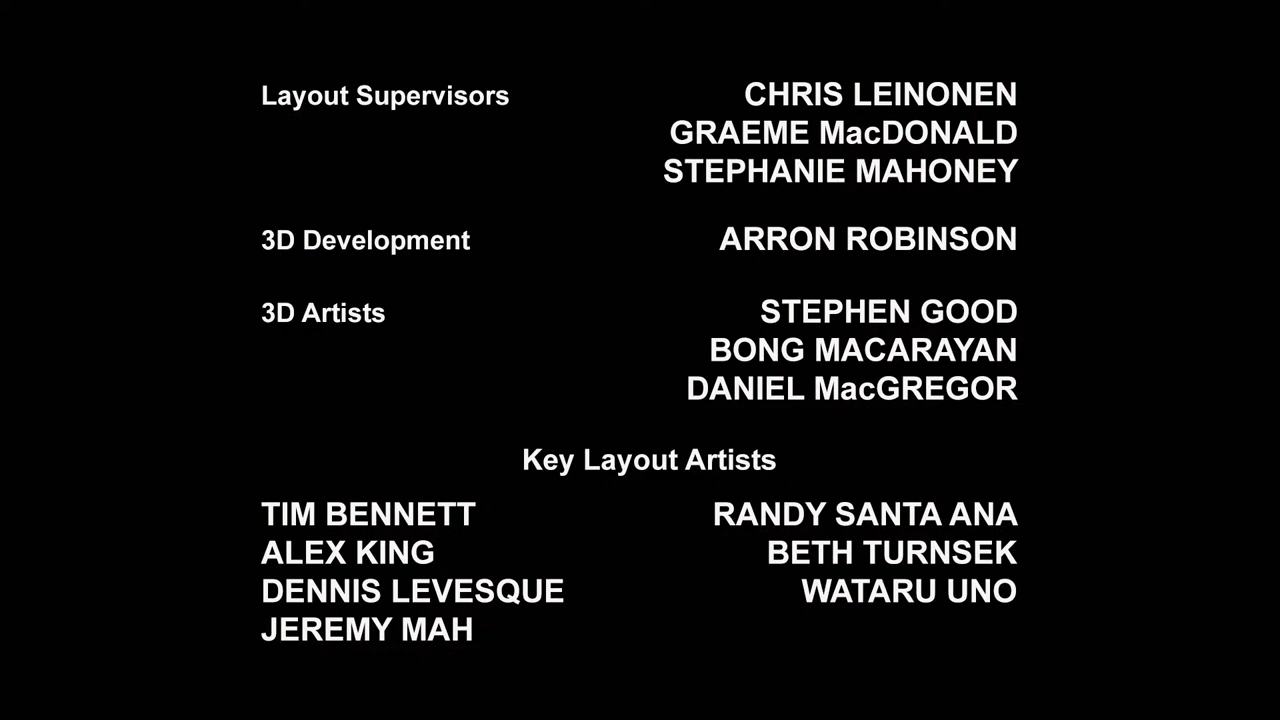 Layout Supervisors CHRIS LEINONEN
GRAEME MacDONALD
STEPHANIE MAHONEY
3D Development ARRON ROBINSON
3D Artists STEPHEN GOOD
BONG MACARAYAN
DANIEL MacGREGOR
Key Layout Artists
TIM BENNETT RANDY SANTA ANA
ALEX KING BETH TURNSEK
DENNIS LEVESQUE WATARU UNO
JEREMY MAH